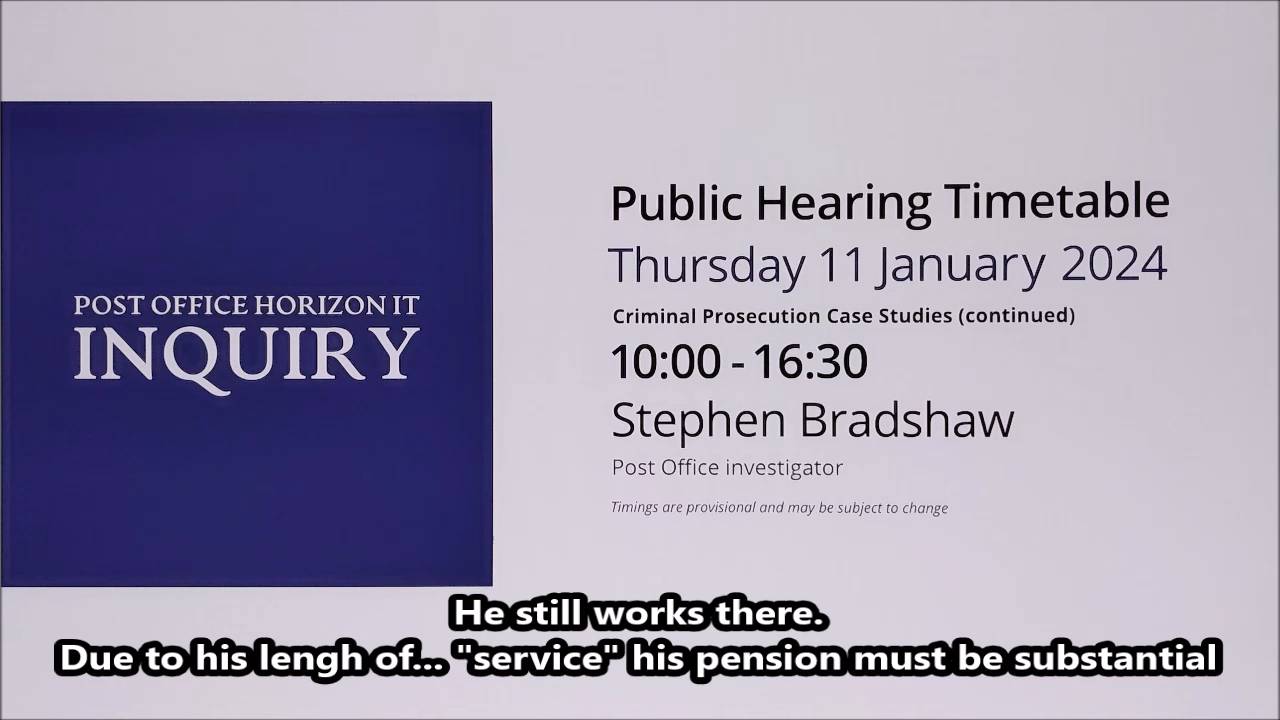 POST OFFICE HORIZON IT
INQUIRY
Public Hearing Timetable
Thursday 11 January 2024
Criminal Prosecution Case Studies (continued)
10:00 - 16:30
Stephen Bradshaw
Post Office investigator
Timings are provisional and may be subject to change
He still works there.
Due to his lengh of... "service" his pension must be substantial